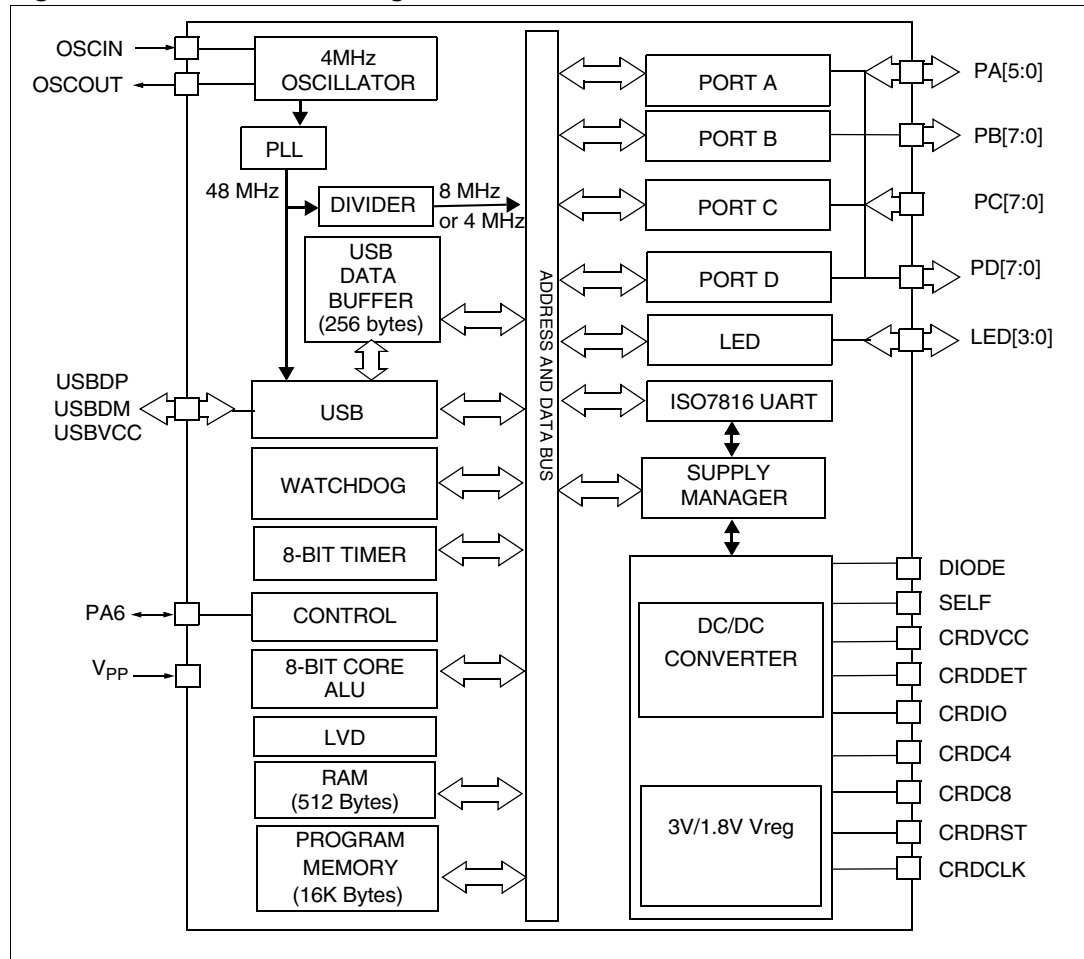 OSCIN
OSCOUT
4MHz
OSCILLATOR
PLL
48 MHz
DIVIDER
8 MHz
or 4 MHz
USB
DATA
BUFFER
(256 bytes)
USBDP
USBDM
USBVCC
USB
WATCHDOG
8-BIT TIMER
PA6
CONTROL
VPP
8-BIT CORE
ALU
LVD
RAM
(512 Bytes)
PROGRAM
MEMORY
(16K Bytes)
ADDRESS AND DATA BUS
PORT A
PA[5:0]
PORT B
PB[7:0]
PORT C
PC[7:0]
PORT D
PD[7:0]
LED
LED[3:0]
ISO7816 UART
SUPPLY
MANAGER
DC/DC
CONVERTER
3V/1.8V Vreg
DIODE
SELF
CRDVCC
CRDDET
CRDIO
CRDC4
CRDC8
CRDRST
CRDCLK